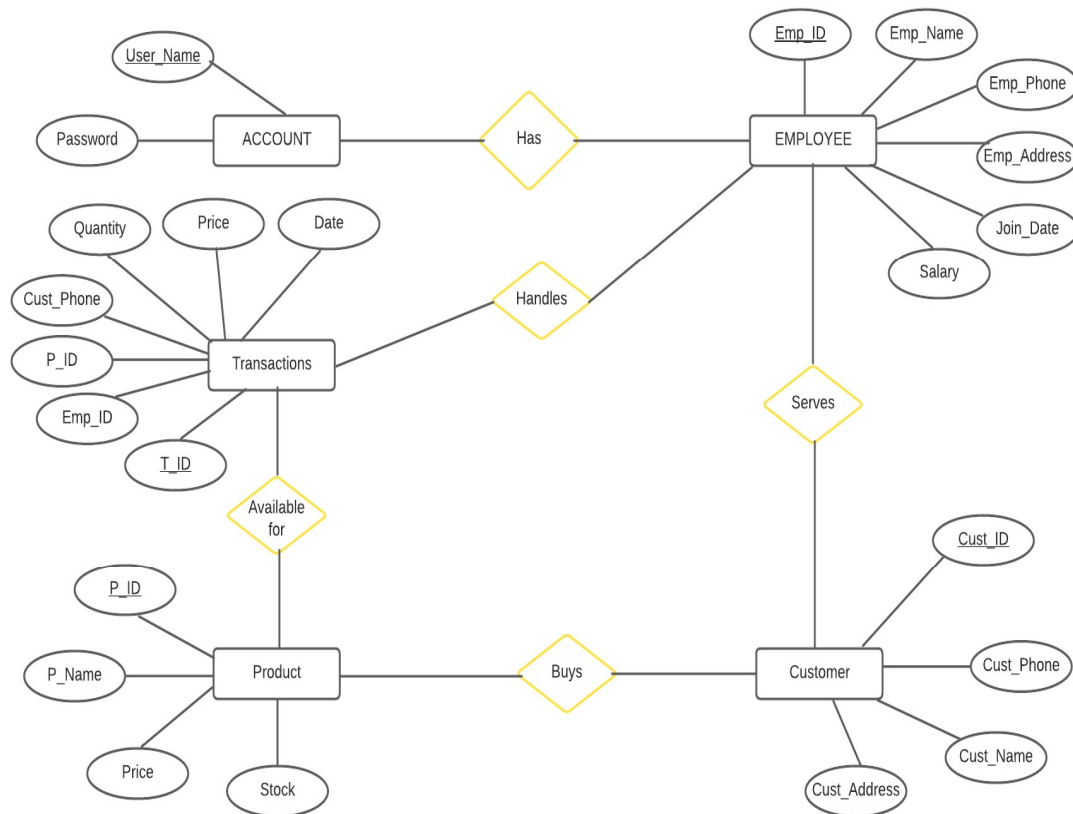 Emp_ID
Emp_Name
User_Name
Emp_Phone
Password
ACCOUNT
Has
EMPLOYEE
Emp_Address
Quantity
Price
Date
Join_Date
Salary
Cust_Phone
Handles
P_ID
Transactions
Emp_ID
Serves
T_ID
Available
for
Cust_ID
P_ID
P_Name
Product
Buys
Customer
Cust_Phone
Cust_Name
Price
Stock
Cust_Address